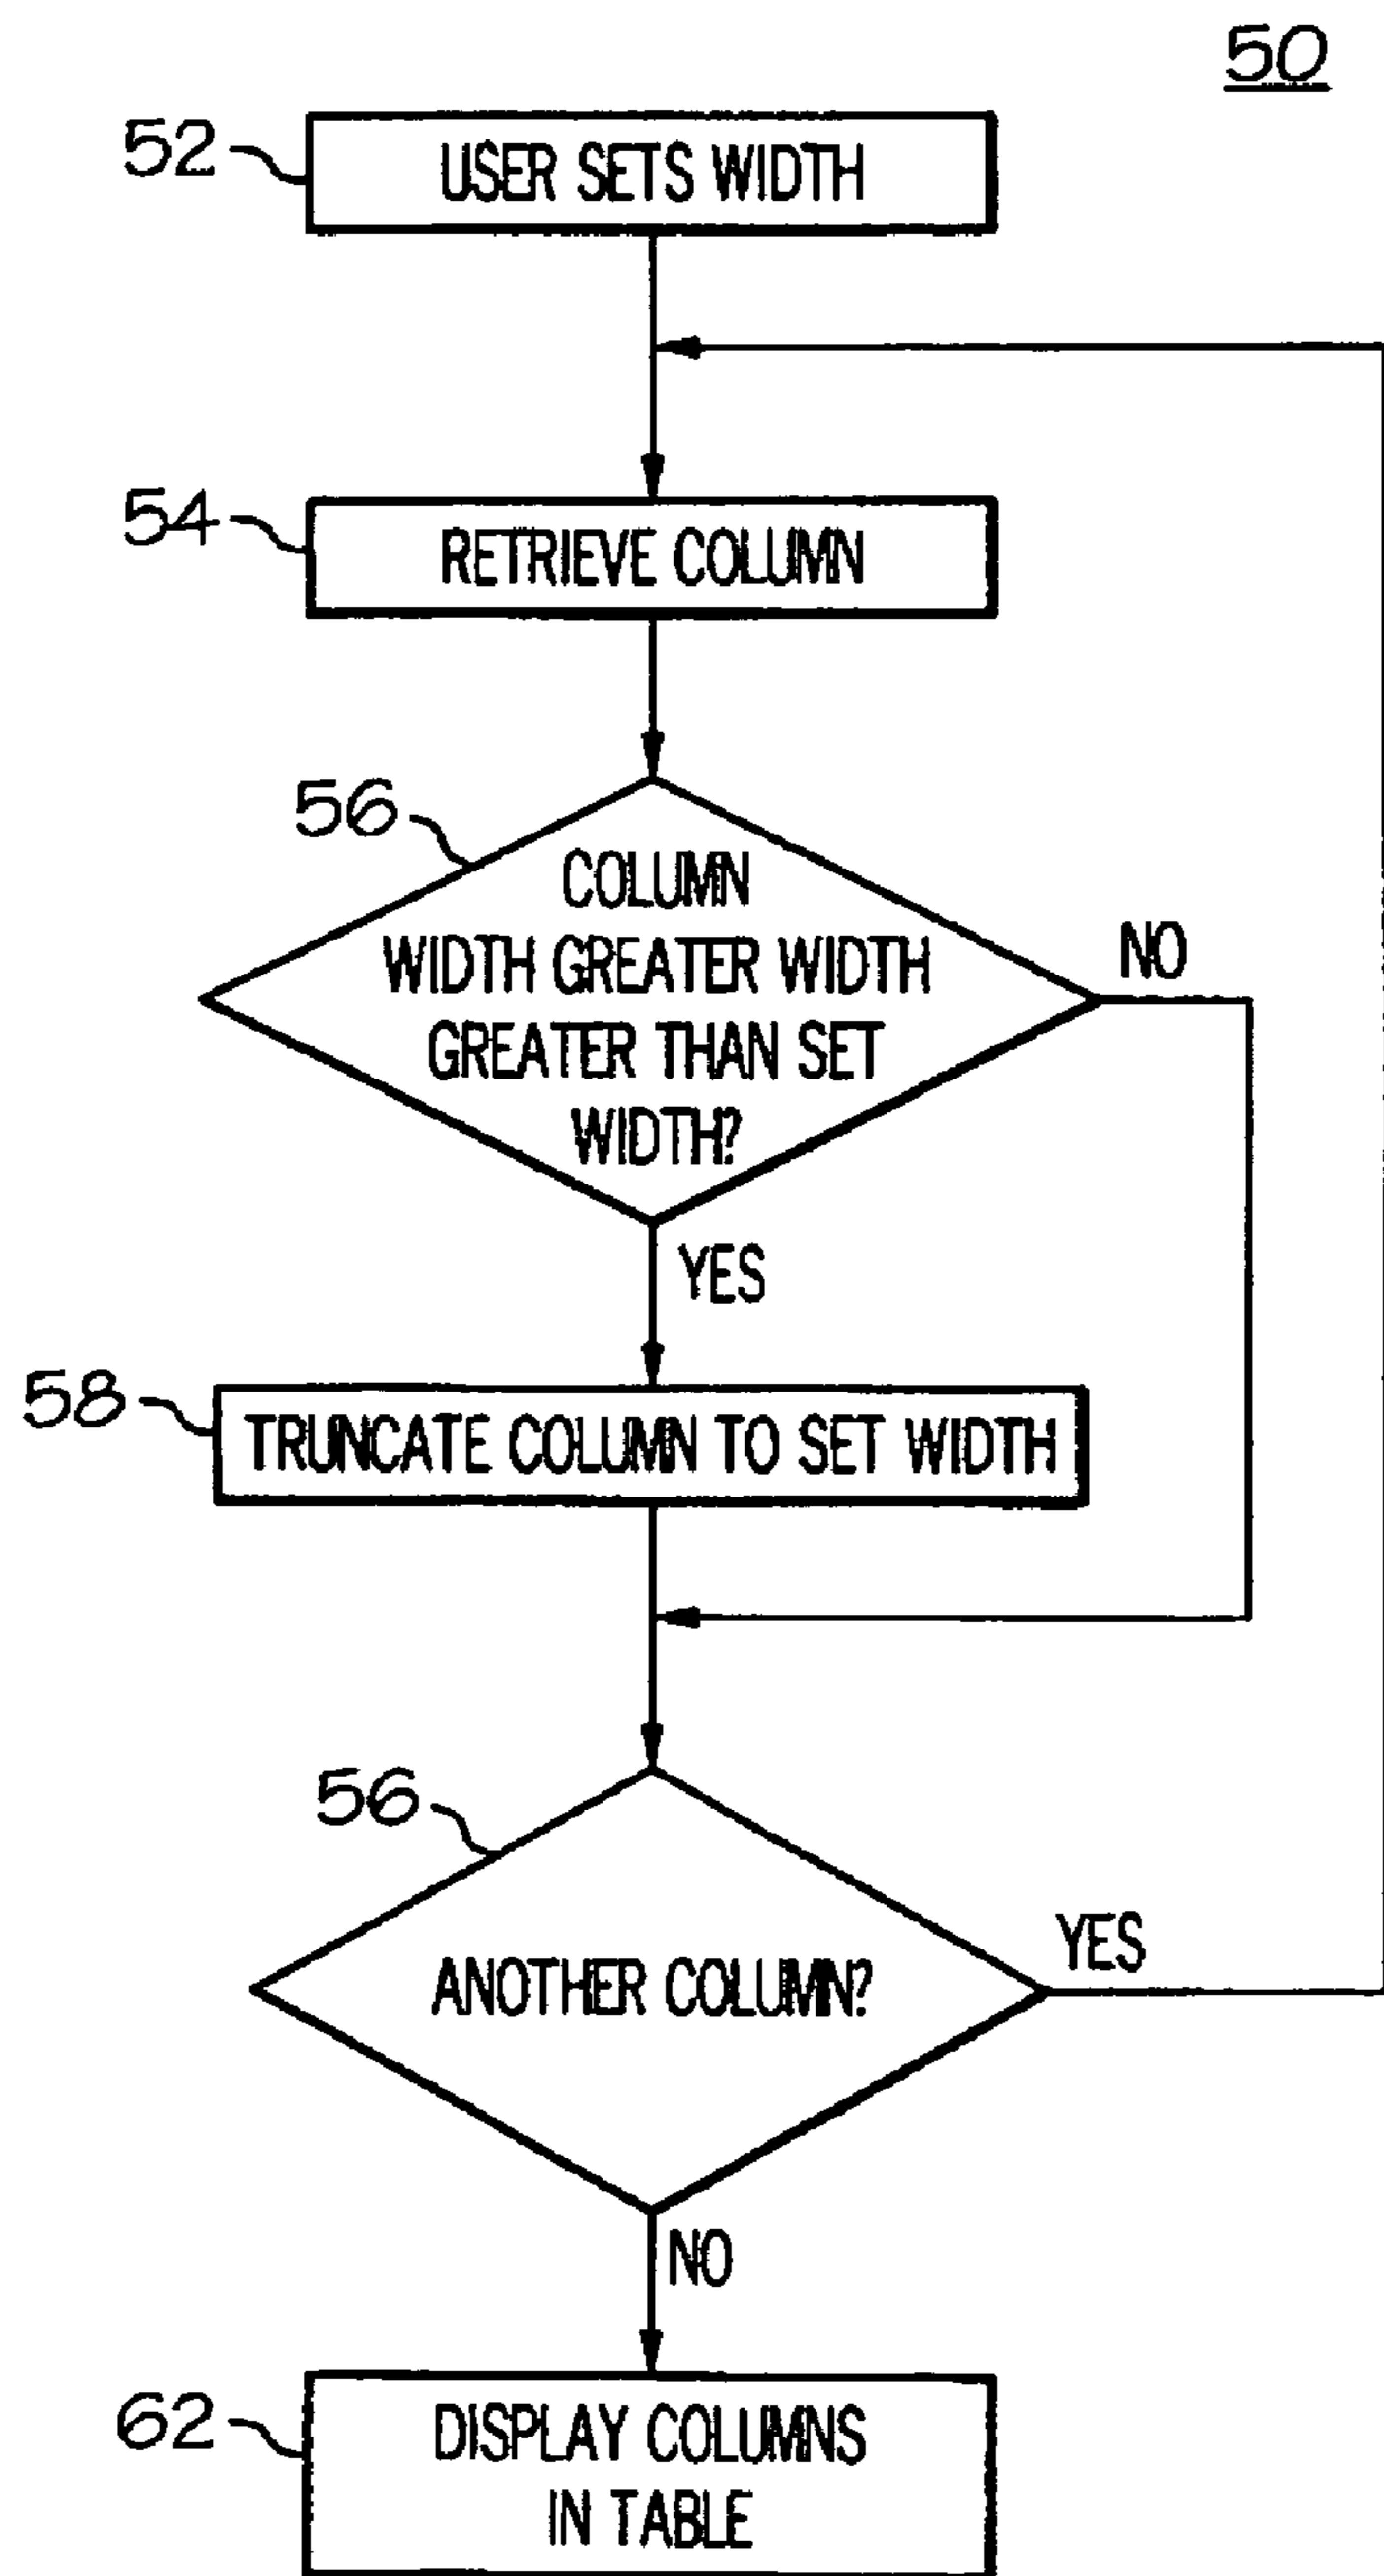 50
52
USER SETS WIDTH
54
RETRIEVE COLUMN
56
COLUMN
WIDTH GREATER WIDTH
GREATER THAN SET
WIDTH?
NO
YES
58
TRUNCATE COLUMN TO SET WIDTH
56
ANOTHER COLUMN?
YES
NO
62
DISPLAY COLUMNS
IN TABLE